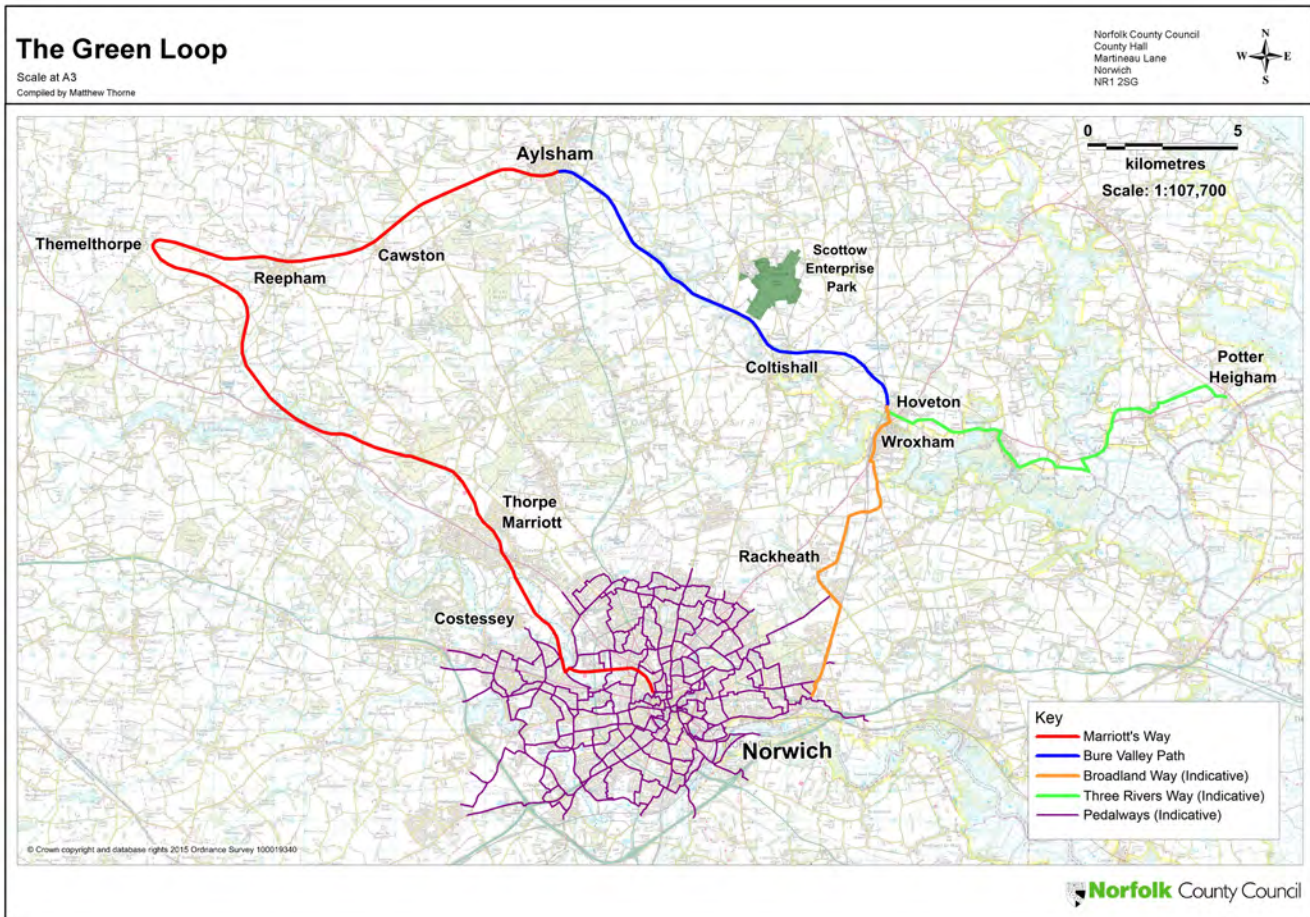 The Green Loop
Scale at A3
Compiled by Matthew Thorne
Norfolk County Council
County Hall
Martineau Lane
Norwich
NR1 2SG
N
W
E
S
0 5
kilometres
Scale: 1:107,700
Aylsham
Themelthorpe
Reepham
Cawston
Scottow
Enterprise
Park
Coltishall
Potter
Heigham
Hoveton
Wroxham
Thorpe
Marriott
Rackheath
Costessey
Norwich
Key
Marriott's Way
Bure Valley Path
Broadland Way (Indicative)
Three Rivers Way (Indicative)
Pedalways (Indicative)
© Crown copyright and database rights 2015 Ordnance Survey 100019340
Norfolk County Council